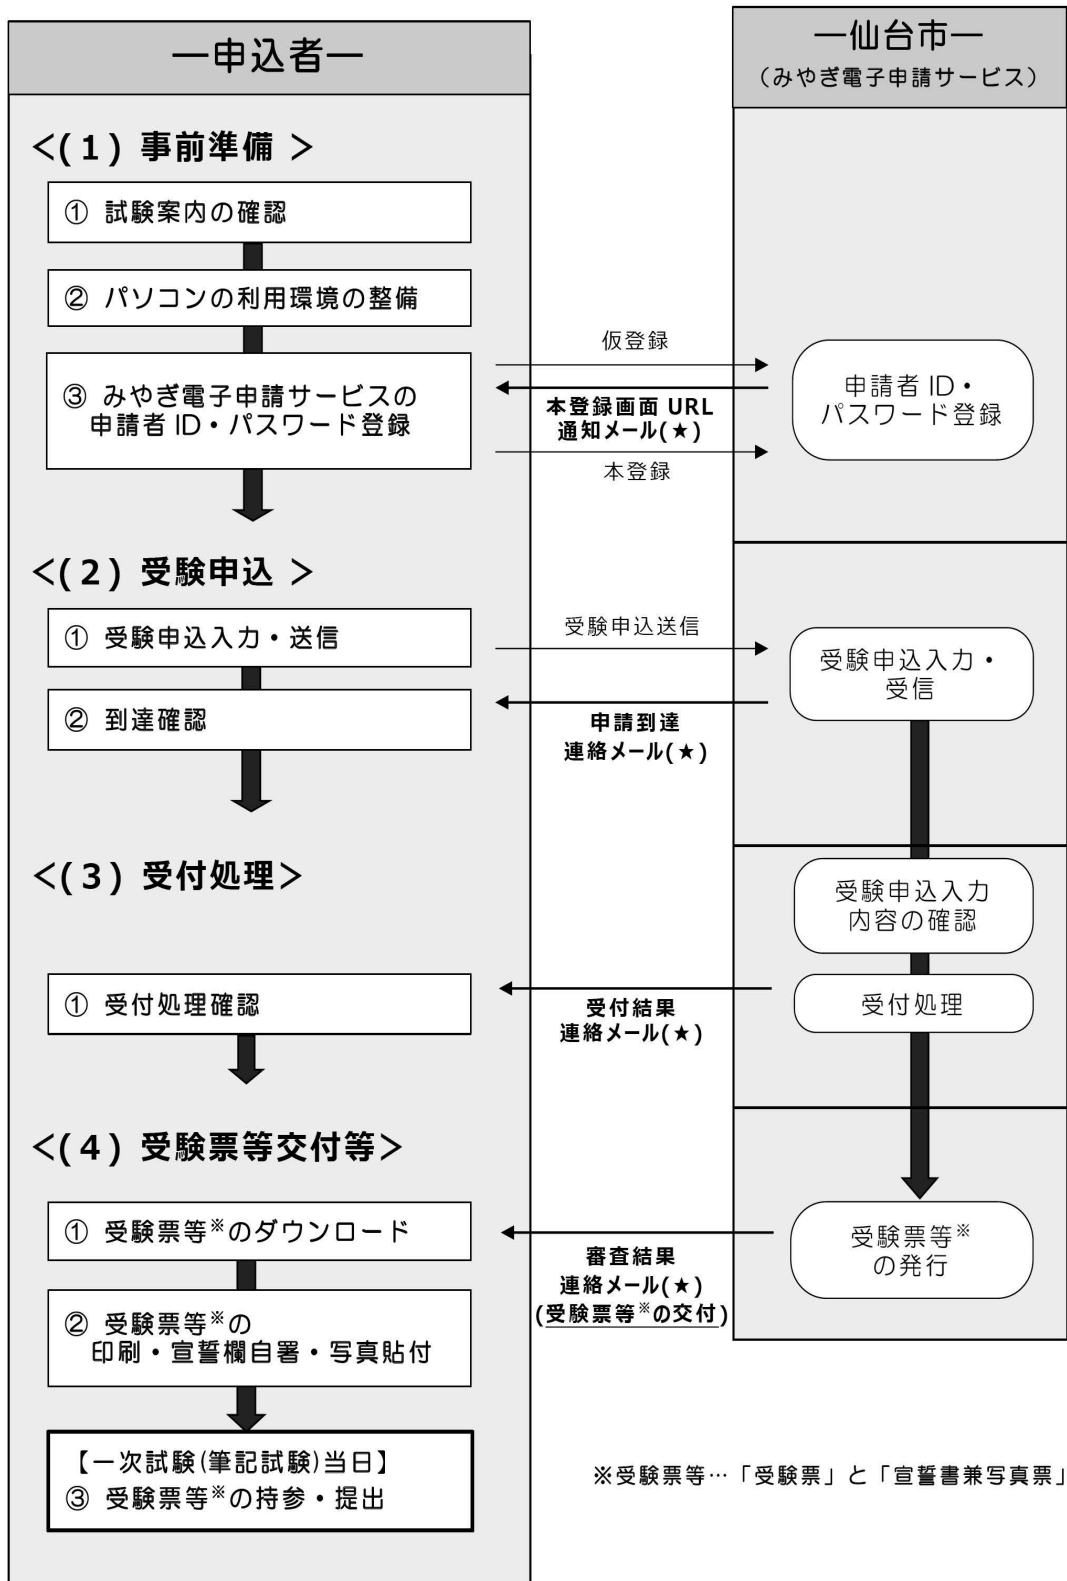 ―申込者―
―仙台市―
（みやぎ電子申請サービス）
<(１) 事前準備 >
① 試験案内の確認
② パソコンの利用環境の整備
③ みやぎ電子申請サービスの
申請者 ID・パスワード登録
仮登録
本登録画面 URL
通知メール(★)
本登録
申請者 ID・
パスワード登録
<(２) 受験申込 >
① 受験申込入力・送信
② 到達確認
受験申込送信
申請到達
連絡メール(★)
受験申込入力・
受信
<(３) 受付処理>
受験申込入力
内容の確認
① 受付処理確認
受付結果
連絡メール(★)
受付処理
<(４) 受験票等交付等>
① 受験票等※のダウンロード
② 受験票等※の
印刷・宣誓欄自署・写真貼付
【一次試験(筆記試験)当日】
③ 受験票等※の持参・提出
審査結果
連絡メール(★)
(受験票等※の交付)
受験票等※
の発行
※受験票等…「受験票」と「宣誓書兼写真票」